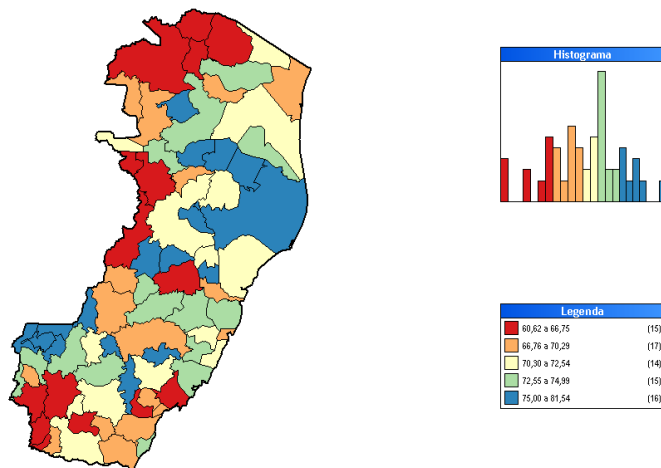 Histograma
Legenda
60,62 a 66,75 (15)
66,76 a 70,29 (17)
70,30 a 72,54 (14)
72,55 a 74,99 (15)
75,00 a 81,54 (16)